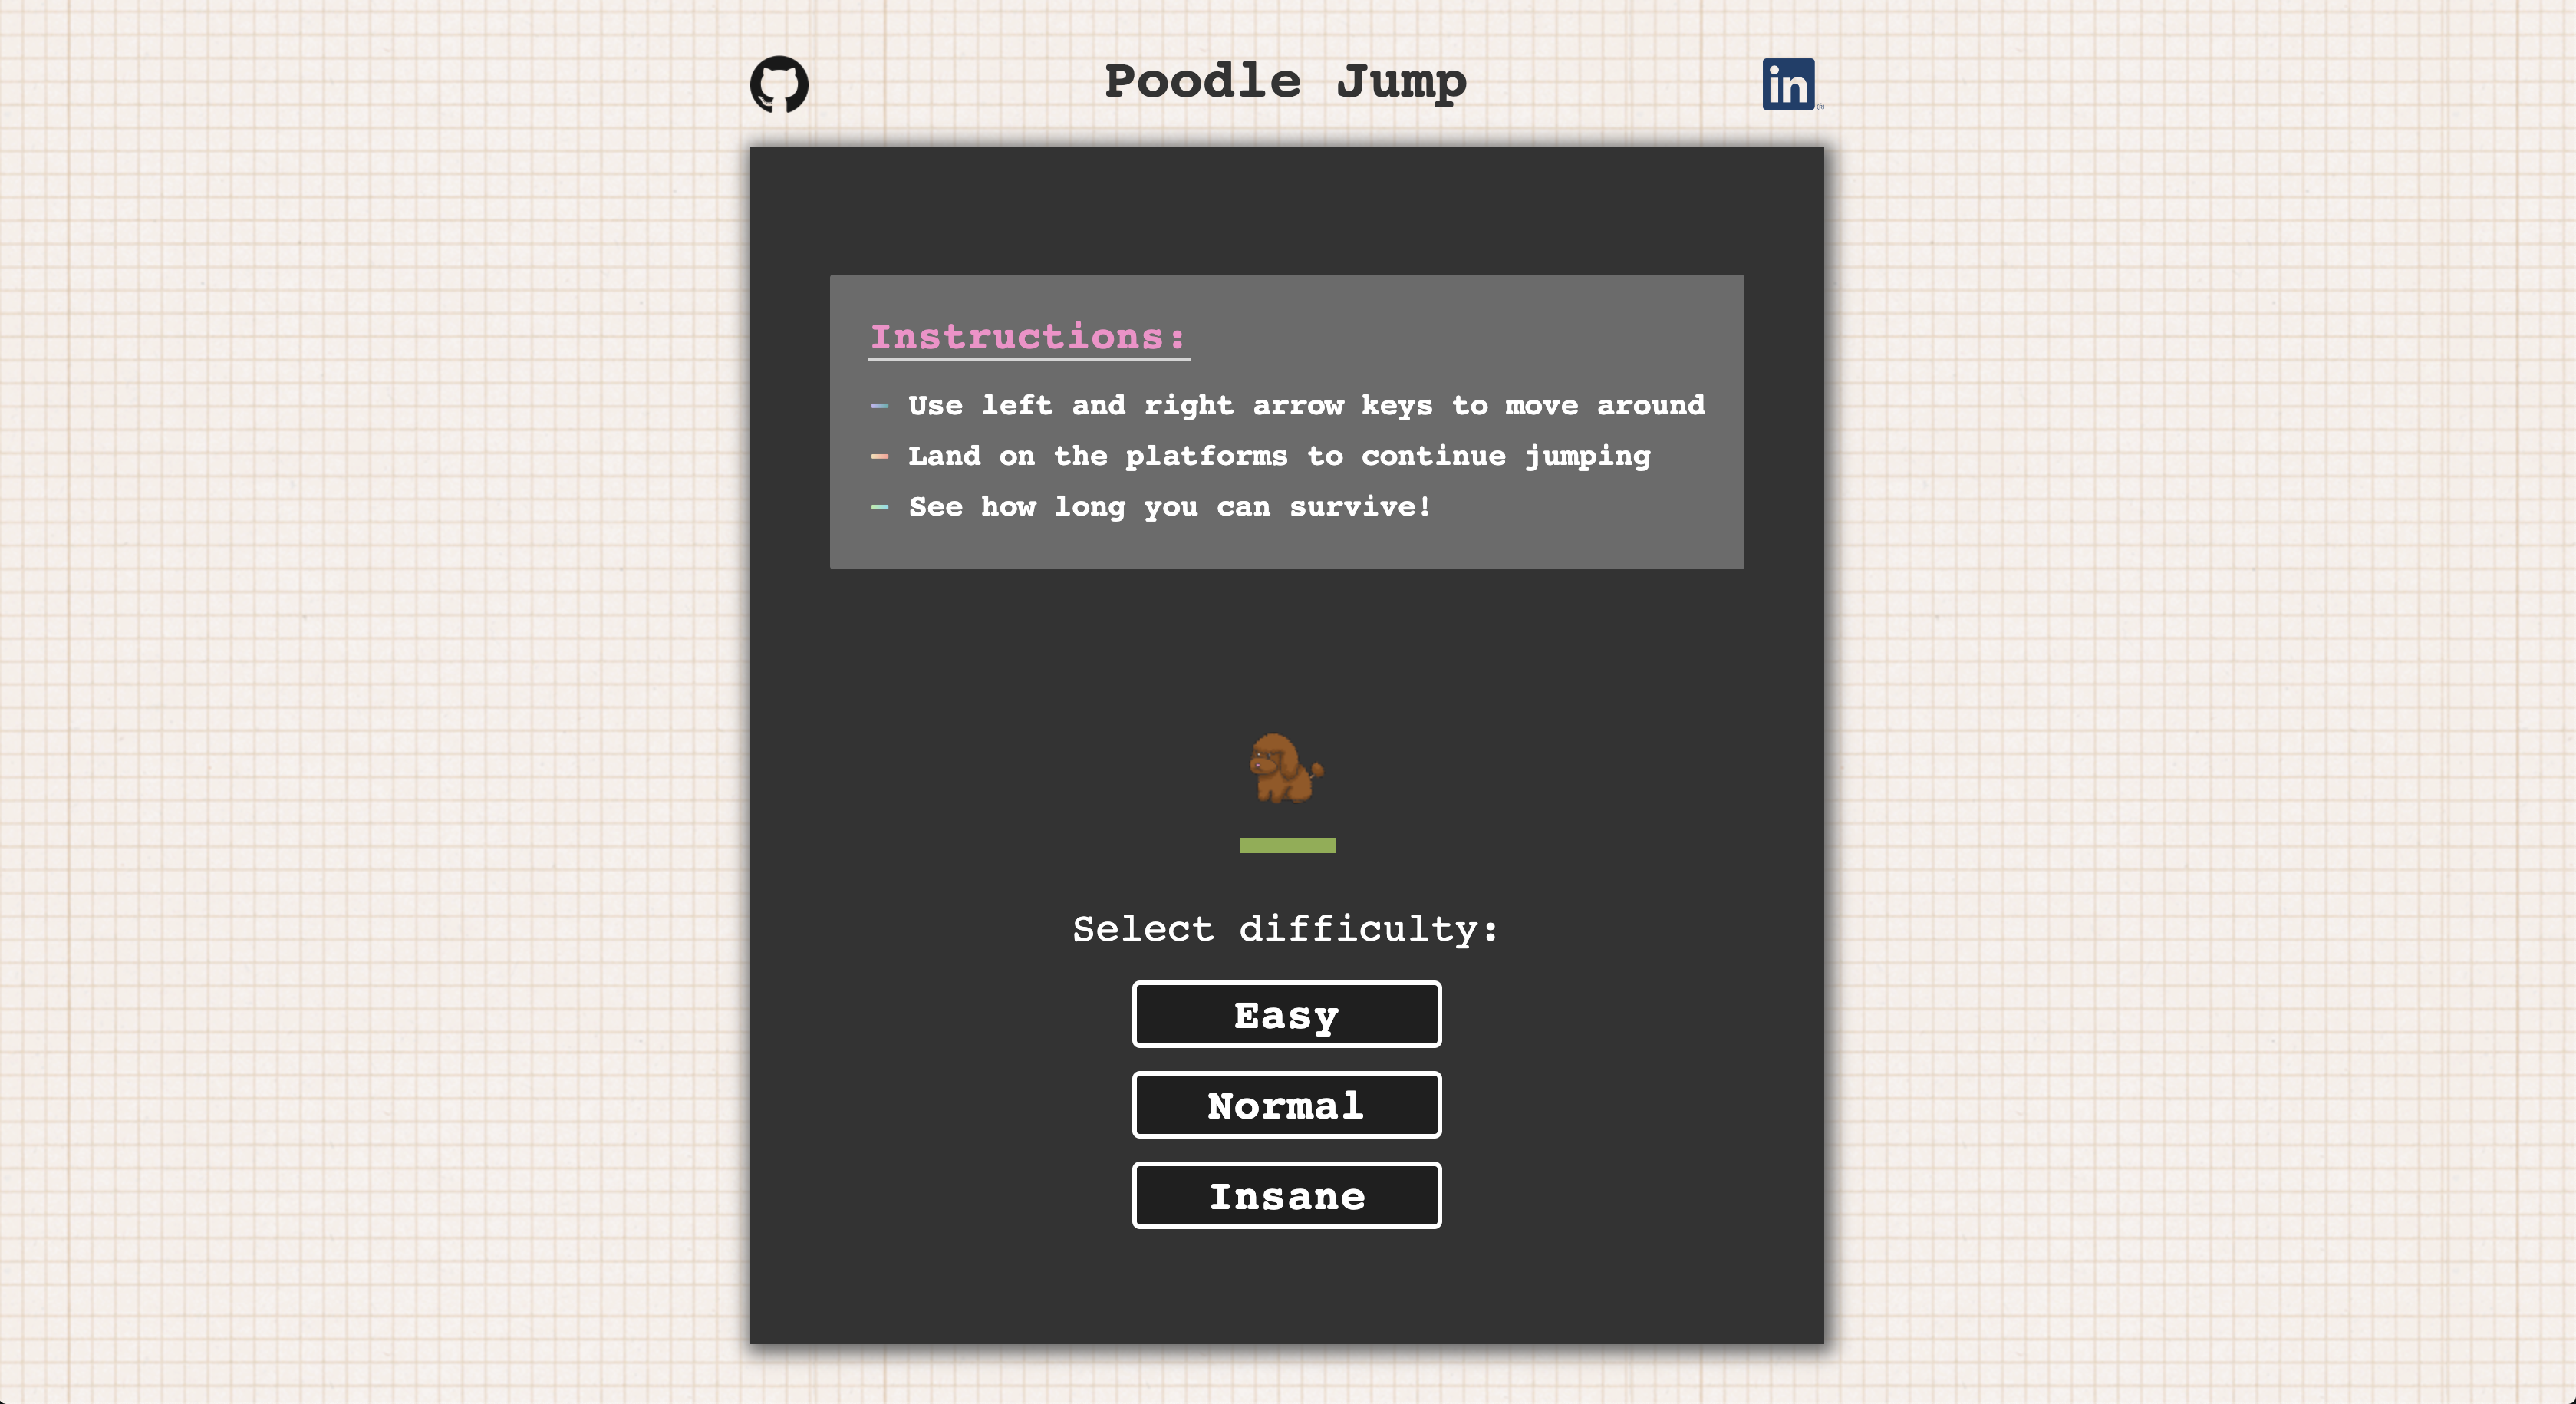 Poodle Jump
in®
Instructions:
- Use left and right arrow keys to move around
- Land on the platforms to continue jumping
- See how long you can survive!
Select difficulty:
Easy
Normal
Insane